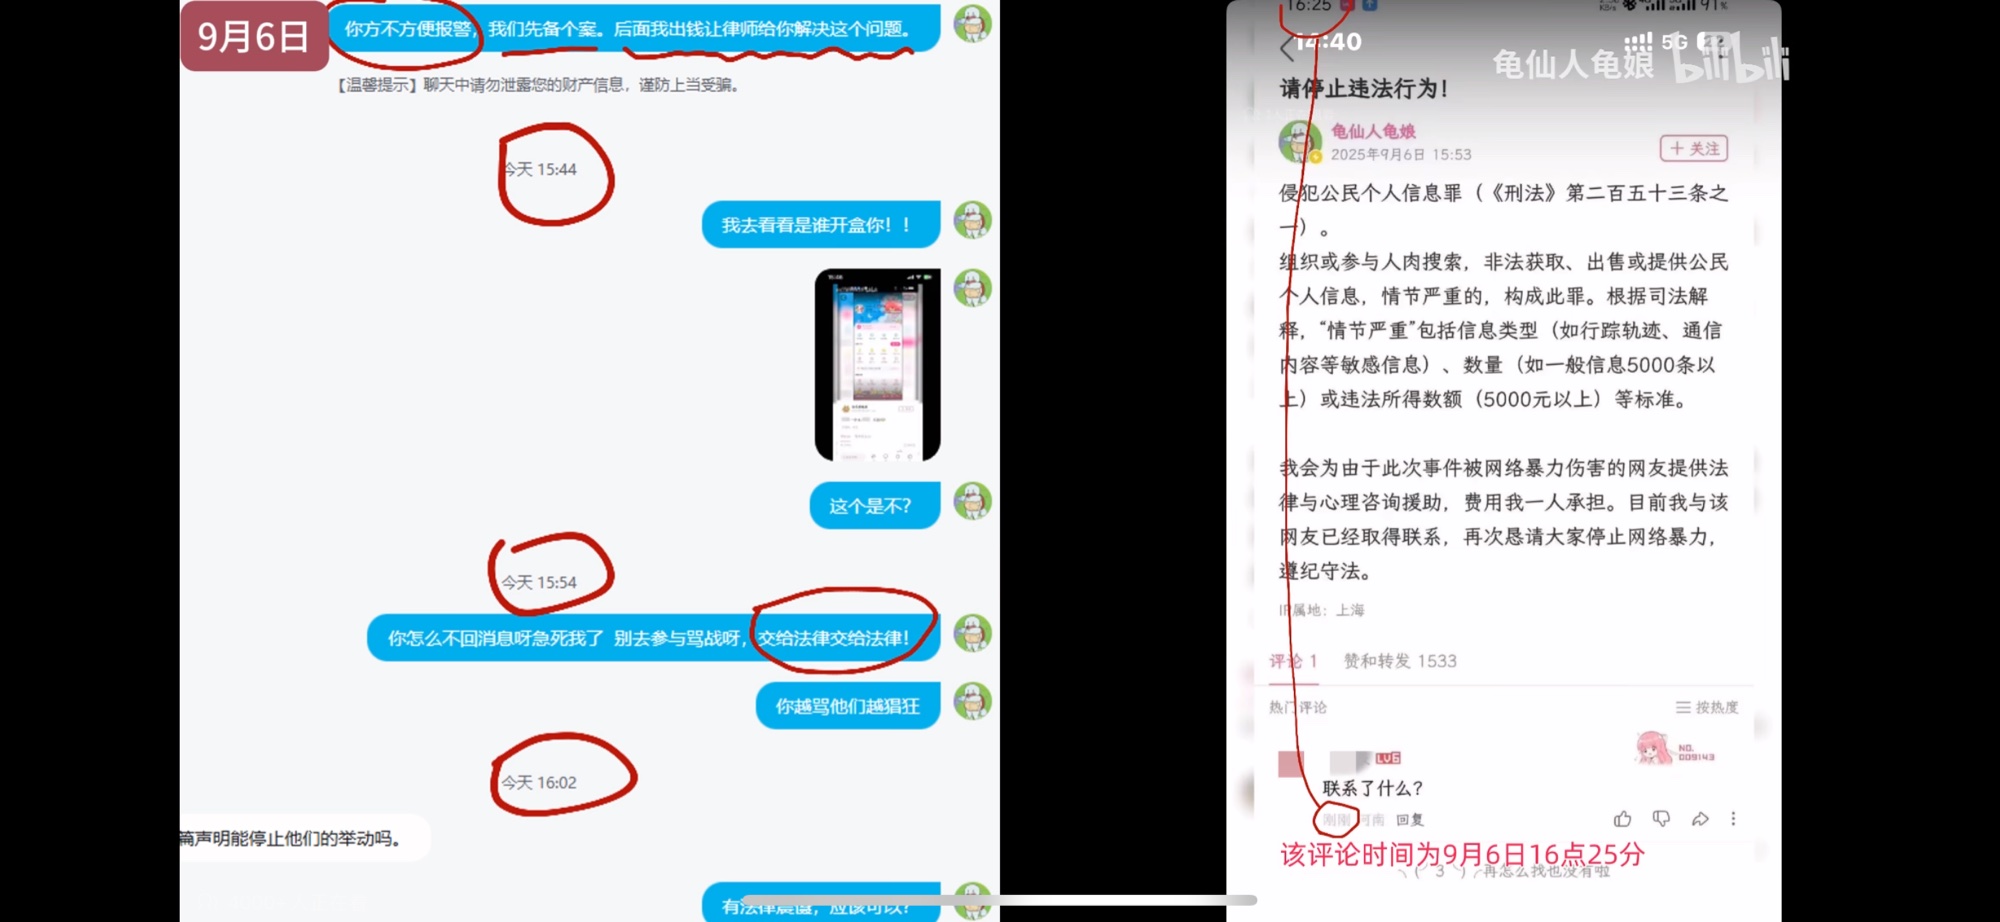 9月6日
你方不方便报警，我们先备个案。后面我出钱让律师给你解决这个问题。
【温馨提示】聊天中请勿泄露您的财产信息，谨防上当受骗。
今天 15:44
我去看看是谁开盒你！！
这个是不？
今天 15:54
你怎么不回消息呀急死我了 别去参与骂战呀，交给法律交给法律！
你越骂他们越猖狂
今天 16:02
篇声明能停止他们的举动吗。
有法律震慑，应该可以？
16:25
91%
14:40
5G
龟仙人龟娘 bilibili
请停止违法行为！
龟仙人龟娘
2025年9月6日 15:53
+ 关注
侵犯公民个人信息罪（《刑法》第二百五十三条之
一）。
组织或参与人肉搜索，非法获取、出售或提供公民
个人信息，情节严重的，构成此罪。根据司法解
释，“情节严重”包括信息类型（如行踪轨迹、通信
内容等敏感信息）、数量（如一般信息5000条以
上）或违法所得数额（5000元以上）等标准。
我会为由于此次事件被网络暴力伤害的网友提供法
律与心理咨询援助，费用我一人承担。目前我与该
网友已经取得联系，再次恳请大家停止网络暴力，
遵纪守法。
IP属地：上海
评论 1 赞和转发 1533
热门评论 按热度
LV6
NO.
009143
联系了什么？
刚刚 河南 回复
该评论时间为9月6日16点25分
再怎么找也没有啦